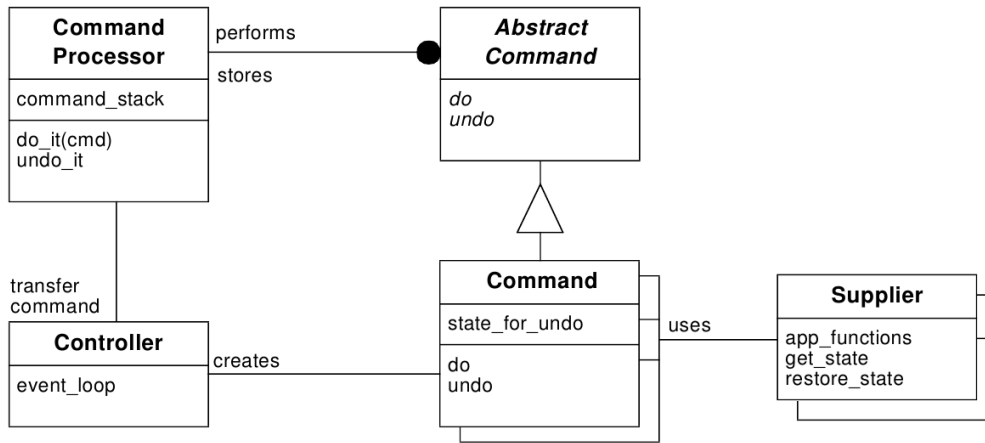 Command
Processor
command_stack
do_it(cmd)
undo_it
performs
stores
Abstract
Command
do
undo
transfer
command
Controller
event_loop
creates
Command
state_for_undo
do
undo
uses
Supplier
app_functions
get_state
restore_state